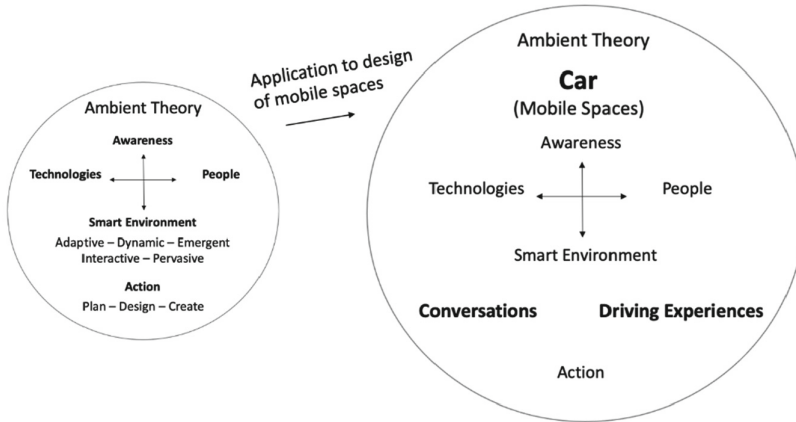 Ambient Theory
Awareness
Technologies
People
Smart Environment
Adaptive – Dynamic – Emergent
Interactive – Pervasive
Action
Plan – Design – Create
Application to design
of mobile spaces
Ambient Theory
Car
(Mobile Spaces)
Awareness
Technologies
People
Smart Environment
Conversations
Driving Experiences
Action